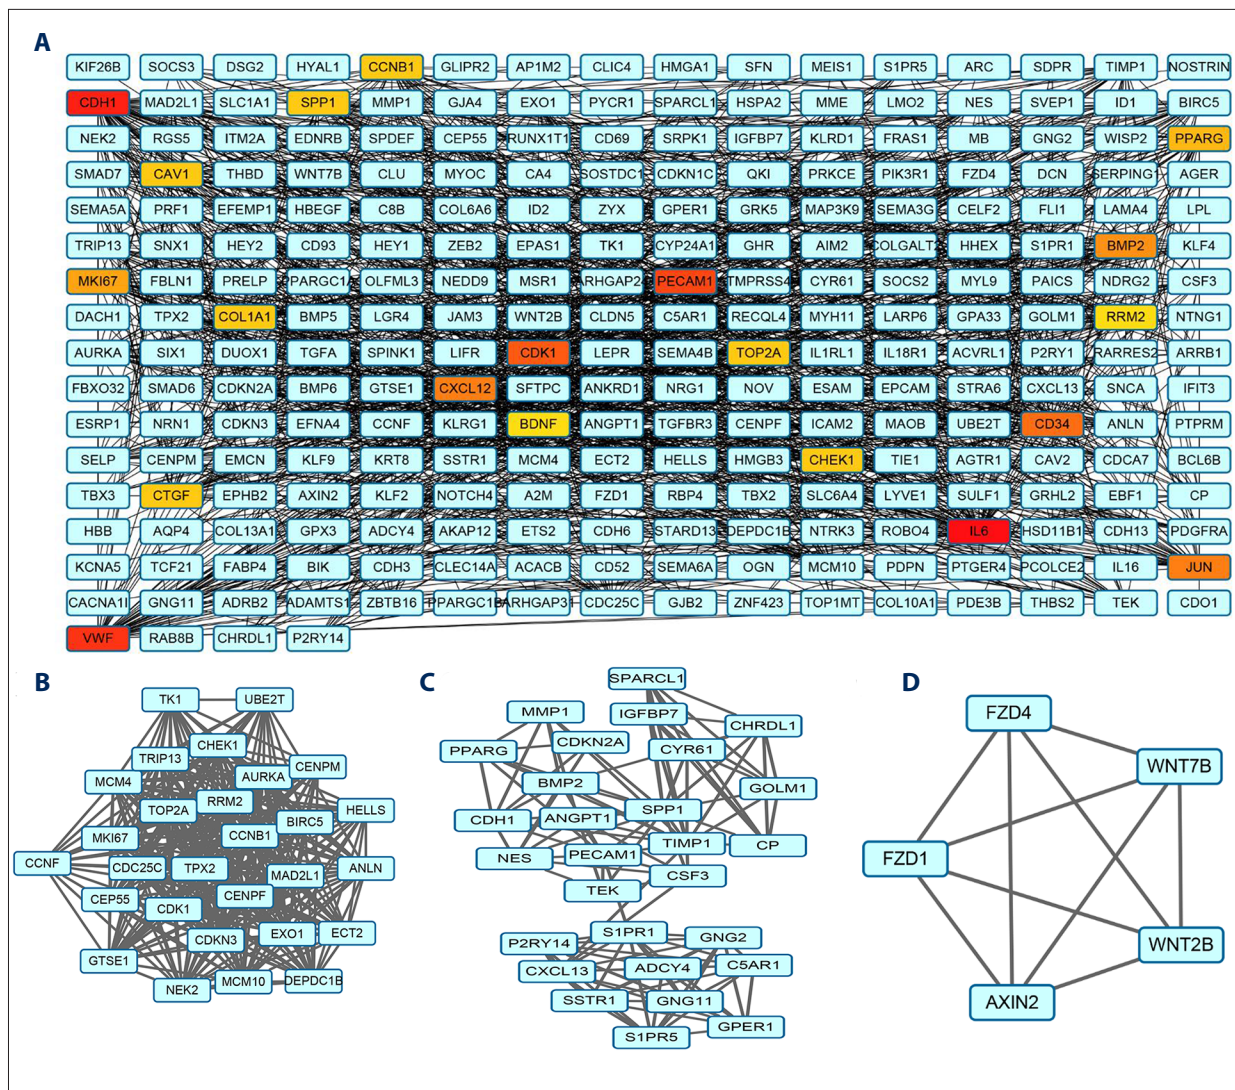 A
KIF26B SOCS3 DSG2 HYAL1 CCNB1 GLIPR2 AP1M2 CLIC4 HMGA1 SFN MEIS1 S1PR5 ARC SDPR TIMP1 NOSTRIN
CDH1 MAD2L1 SLC1A1 SPP1 MMP1 GJA4 EXO1 PYCR1 SPARCL1 HSPA2 MME LMO2 NES SVEP1 ID1 BIRC5
NEK2 RGS5 ITM2A EDNRB SPDEF CEP55 RUNX1T1 CD69 SRPK1 IGFBP7 KLRD1 FRAS1 MB GNG2 WISP2 PPARG
SMAD7 CAV1 THBD WNT7B CLU MYOC CA4 SOSTDC1 CDKN1C QKI PRKCE PIK3R1 FZD4 DCN SERPING1 AGER
SEMA5A PRF1 EFEMP1 HBEGF C8B COL6A6 ID2 ZYX GPER1 GRK5 MAP3K9 SEMA3G CELF2 FLI1 LAMA4 LPL
TRIP13 SNX1 HEY2 CD93 HEY1 ZEB2 EPAS1 TK1 CYP24A1 GHR AIM2 COLGALT2 HHEX S1PR1 BMP2 KLF4
MKI67 FBLN1 PRELP PPARGC1A OLFML3 NEDD9 MSR1 ARHGAP24 PECAM1 TMPRSS4 CYR61 SOCS2 MYL9 PAICS NDRG2 CSF3
DACH1 TPX2 COL1A1 BMP5 LGR4 JAM3 WNT2B CLDN5 C5AR1 RECQL4 MYH11 LARP6 GPA33 GOLM1 RRM2 NTNG1
AURKA SIX1 DUOX1 TGFA SPINK1 LIFR CDK1 LEPR SEMA4B TOP2A IL1RL1 IL18R1 ACVRL1 P2RY1 RARRES2 ARRB1
FBXO32 SMAD6 CDKN2A BMP6 GTSE1 CXCL12 SFTPC ANKRD1 NRG1 NOV ESAM EPCAM STRA6 CXCL13 SNCA IFIT3
ESRP1 NRN1 CDKN3 EFNA4 CCNF KLRG1 BDNF ANGPT1 TGFBR3 CENPF ICAM2 MAOB UBE2T CD34 ANLN PTPRM
SELP CENPM EMCN KLF9 KRT8 SSTR1 MCM4 ECT2 HELLS HMGB3 CHEK1 TIE1 AGTR1 CAV2 CDCA7 BCL6B
TBX3 CTGF EPHB2 AXIN2 KLF2 NOTCH4 A2M FZD1 RBP4 TBX2 SLC6A4 LYVE1 SULF1 GRHL2 EBF1 CP
HBB AQP4 COL13A1 GPX3 ADCY4 AKAP12 ETS2 CDH6 STARD13 DEPDC1B NTRK3 ROBO4 IL6 HSD11B1 CDH13 PDGFRA
KCNA5 TCF21 FABP4 BIK CDH3 CLEC14A ACACB CD52 SEMA6A OGN MCM10 PDPN PTGER4 PCOLCE2 IL16 JUN
CACNA1I GNG11 ADRB2 ADAMTS1 ZBTB16 PPARGC1B ARHGAP31 CDC25C GJB2 ZNF423 TOP1MT COL10A1 PDE3B THBS2 TEK CDO1
VWF RAB8B CHRDL1 P2RY14
B
TK1 UBE2T
CHEK1
TRIP13 CENPM
AURKA
MCM4
RRM2
TOP2A HELLS
BIRC5
MKI67 CCNB1
CCNF
CDC25C TPX2 ANLN
MAD2L1
CEP55 CENPF
CDK1
CDKN3 EXO1 ECT2
GTSE1
NEK2 MCM10 DEPDC1B
C
SPARCL1
MMP1 IGFBP7
CHRDL1
PPARG CDKN2A CYR61
BMP2 GOLM1
SPP1
CDH1 ANGPT1
TIMP1 CP
NES PECAM1
CSF3
TEK
S1PR1
P2RY14 GNG2
CXCL13 ADCY4 C5AR1
SSTR1 GNG11
GPER1
S1PR5
D
FZD4
WNT7B
FZD1
WNT2B
AXIN2